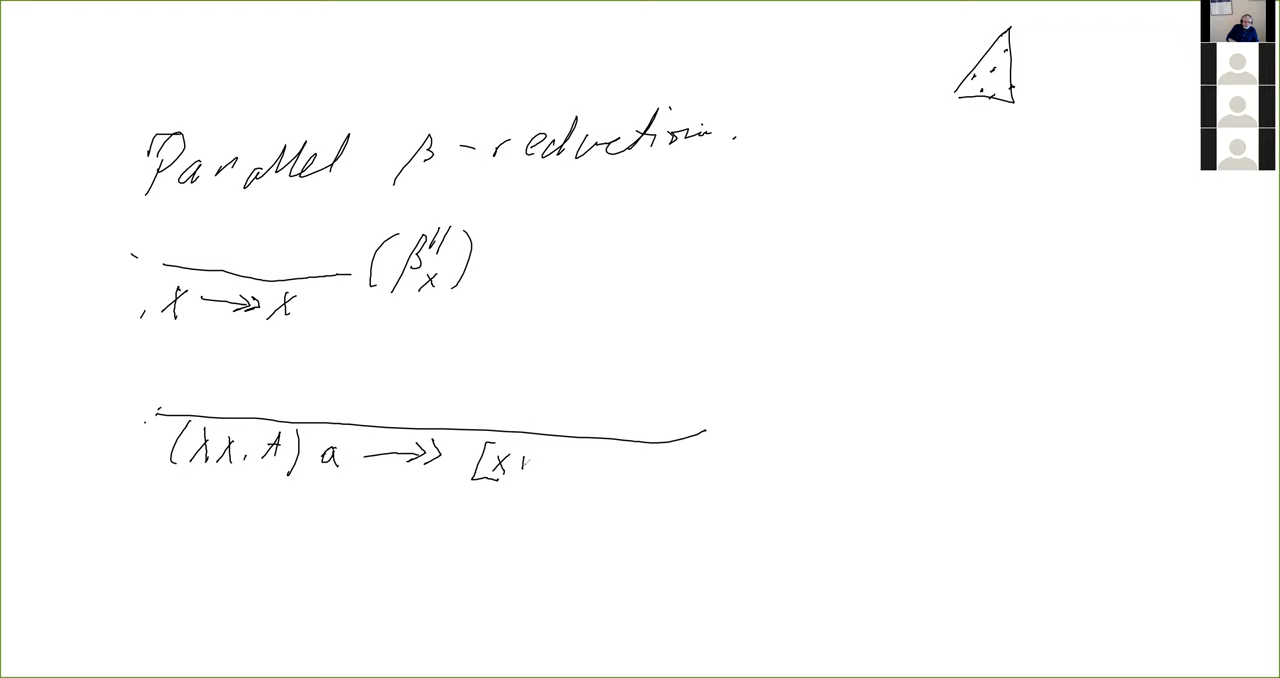 Parallel β-reduction.
(β"x)
x ↠ x
(λx. A) a ↠ [x